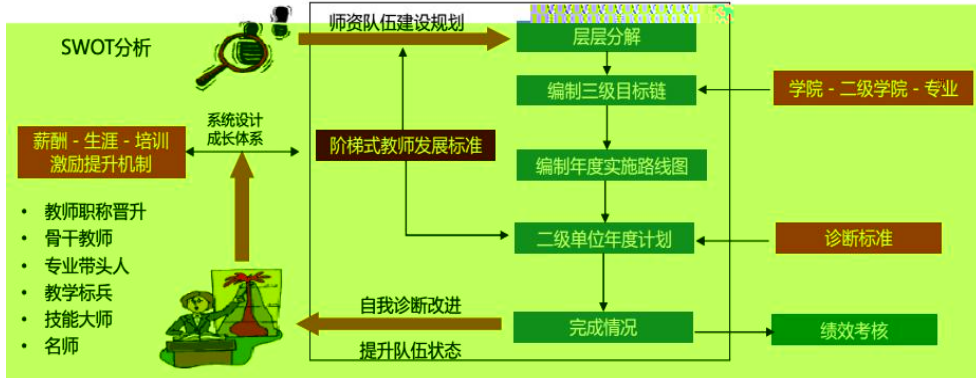 SWOT分析
师资队伍建设规划
层层分解
编制三级目标链
学院-二级学院-专业
系统设计
成长体系
薪酬-生涯-培训
激励提升机制
阶梯式教师发展标准
编制年度实施路线图
• 教师职称晋升
• 骨干教师
• 专业带头人
• 教学标兵
• 技能大师
• 名师
二级单位年度计划
诊断标准
自我诊断改进
提升队伍状态
完成情况
绩效考核